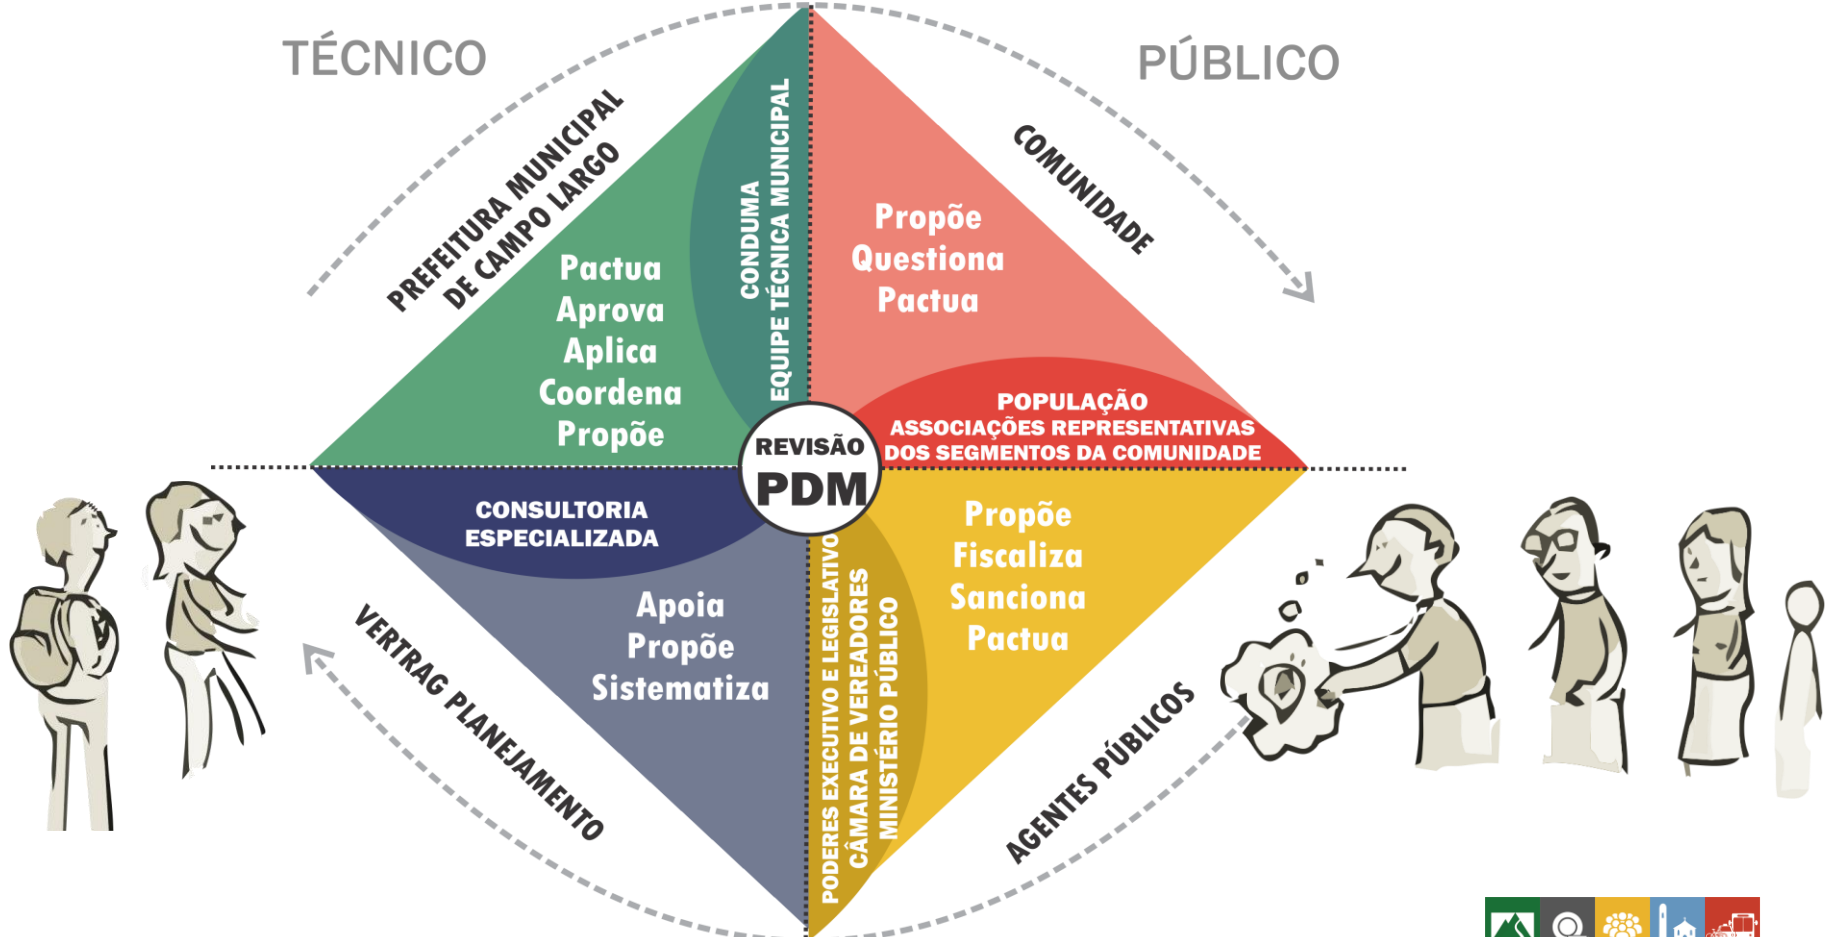 TÉCNICO
PÚBLICO
PREFEITURA MUNICIPAL
DE CAMPO LARGO
COMUNIDADE
CONDUMA
EQUIPE TÉCNICA MUNICIPAL
Pactua
Aprova
Aplica
Coordena
Propõe
Propõe
Questiona
Pactua
POPULAÇÃO
ASSOCIAÇÕES REPRESENTATIVAS
DOS SEGMENTOS DA COMUNIDADE
REVISÃO
PDM
CONSULTORIA
ESPECIALIZADA
Apoia
Propõe
Sistematiza
VERTRAG PLANEJAMENTO
PODERES EXECUTIVO E LEGISLATIVO
CÂMARA DE VEREADORES
MINISTÉRIO PÚBLICO
Propõe
Fiscaliza
Sanciona
Pactua
AGENTES PÚBLICOS